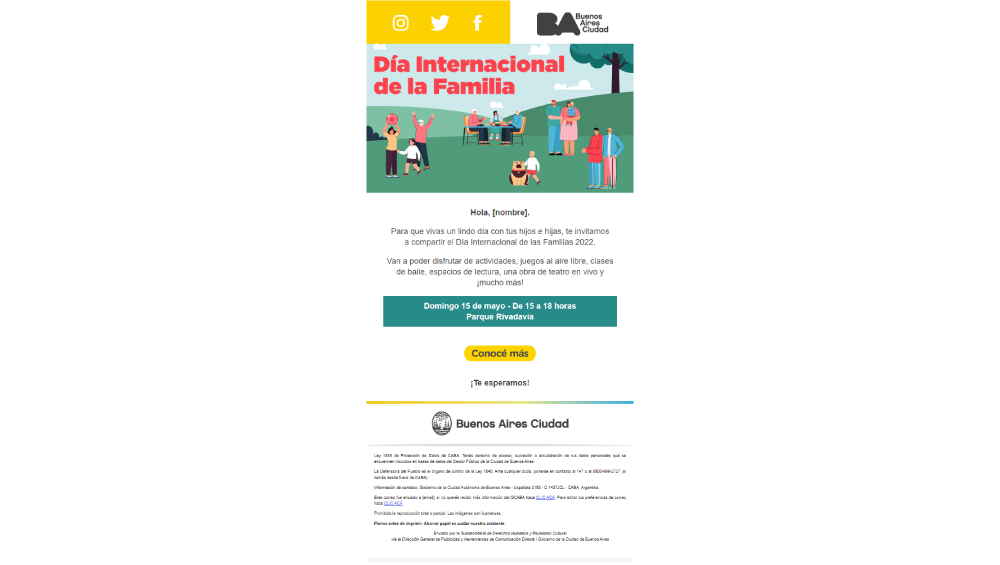 BA Buenos
Aires
Ciudad
Día Internacional
de la Familia
Hola, [nombre].
Para que vivas un lindo día con tus hijos e hijas, te invitamos
a compartir el Día Internacional de las Familias 2022.
Van a poder disfrutar de actividades, juegos al aire libre, clases
de baile, espacios de lectura, una obra de teatro en vivo y
¡mucho más!
Domingo 15 de mayo - De 15 a 18 horas
Parque Rivadavia
Conocé más
¡Te esperamos!
Buenos Aires Ciudad
Ley 1845 de Protección de Datos de CABA. Tenés derecho de acceso, supresión o actualización de tus datos personales que se
encuentren incluidos en bases de datos del Sector Público de la Ciudad de Buenos Aires.
La Defensoría del Pueblo es el órgano de control de la Ley 1845. Ante cualquier duda, ponerse en contacto al 147 o al 0800-999-2727 (si
llamás desde fuera de CABA).
Información de contacto: Gobierno de la Ciudad Autónoma de Buenos Aires - Uspallata 3160 - C 1437JCL - CABA, Argentina.
Este correo fue enviado a [email], si no querés recibir más información del GCABA hacé CLIC ACÁ. Para editar tus preferencias de correo
hacé CLIC ACÁ.
Prohibida la reproducción total o parcial. Las imágenes son ilustrativas.
Piense antes de imprimir. Ahorrar papel es cuidar nuestro ambiente.
Enviado por la Subsecretaría de Derechos Humanos y Pluralismo Cultural
vía la Dirección General de Publicidad y Herramientas de Comunicación Directa | Gobierno de la Ciudad de Buenos Aires